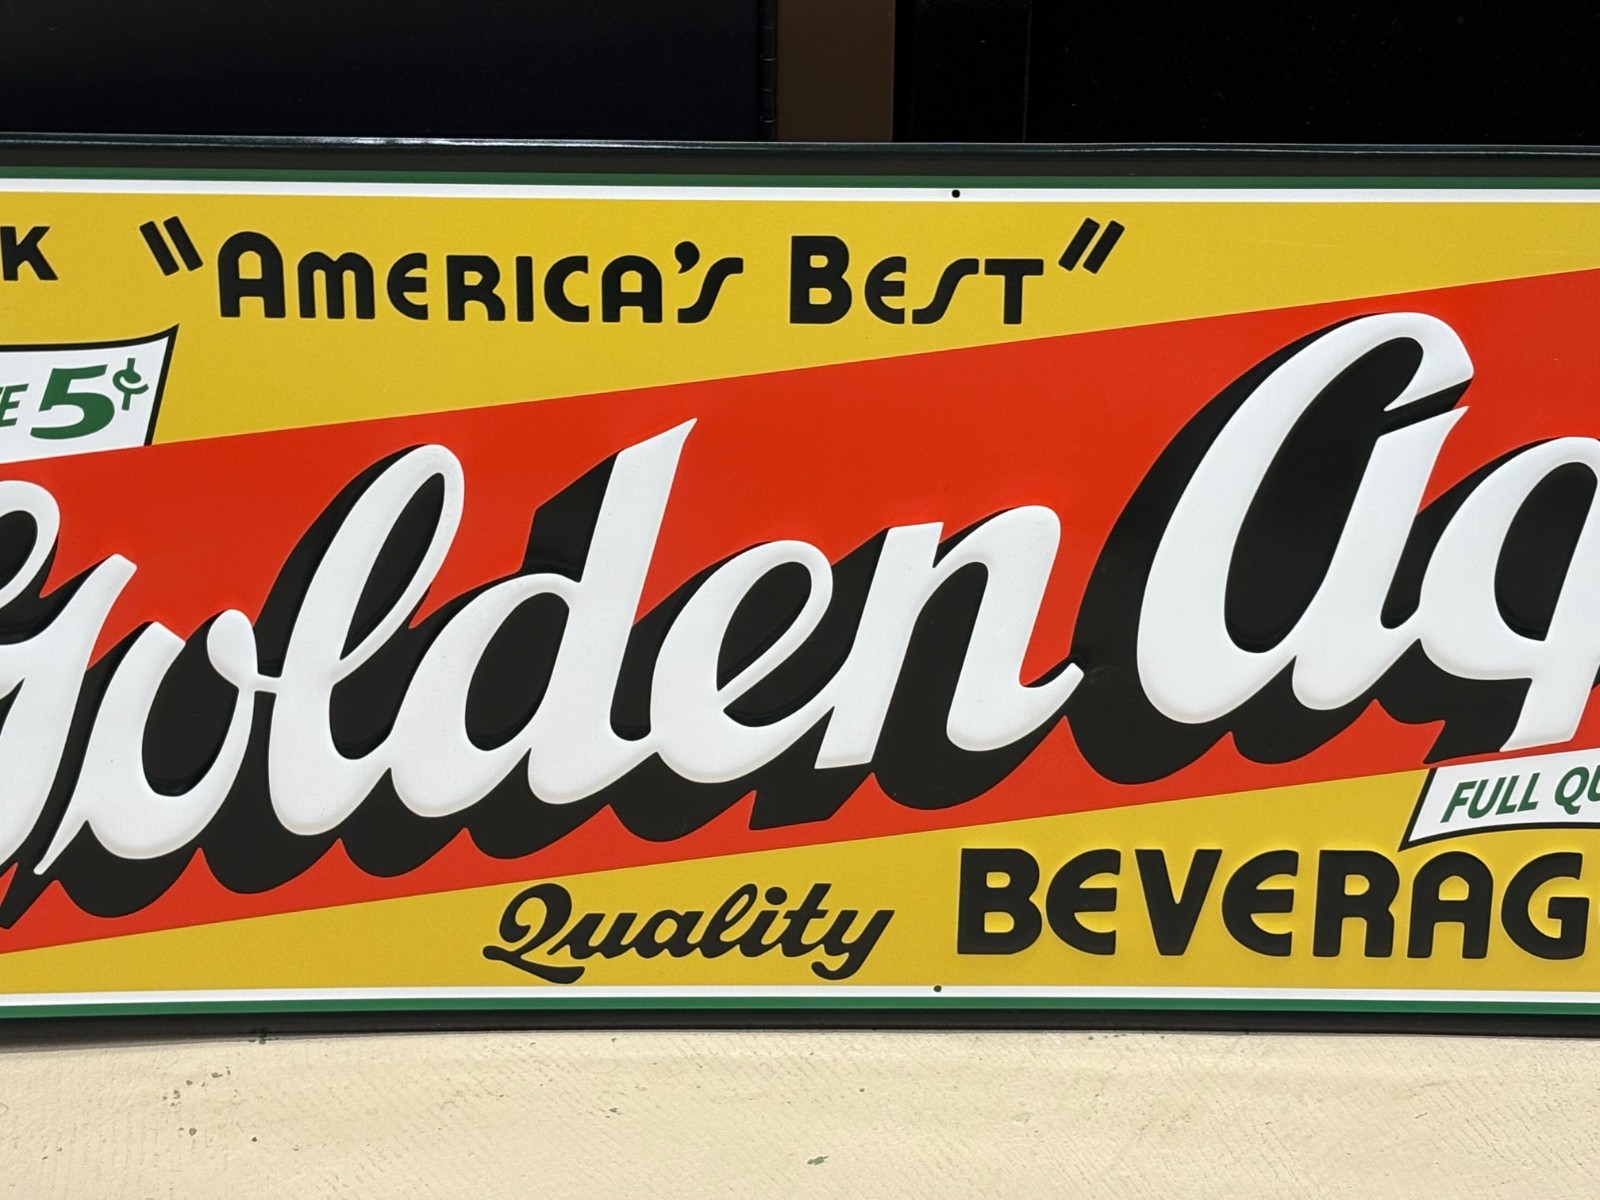 K "AMERICA'S BEST"
E 5¢
Golden Ag
FULL QU
Quality BEVERAG